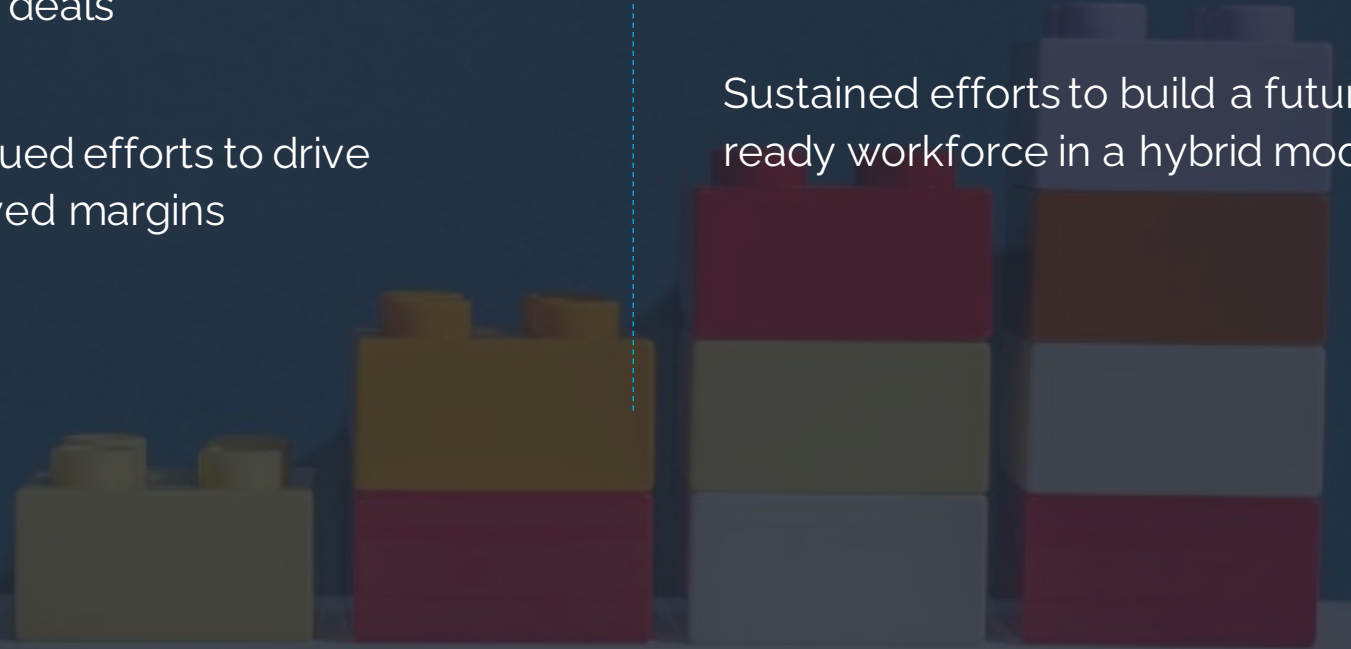 deals
ued efforts to drive
ved margins
Sustained efforts to build a futur
ready workforce in a hybrid mod